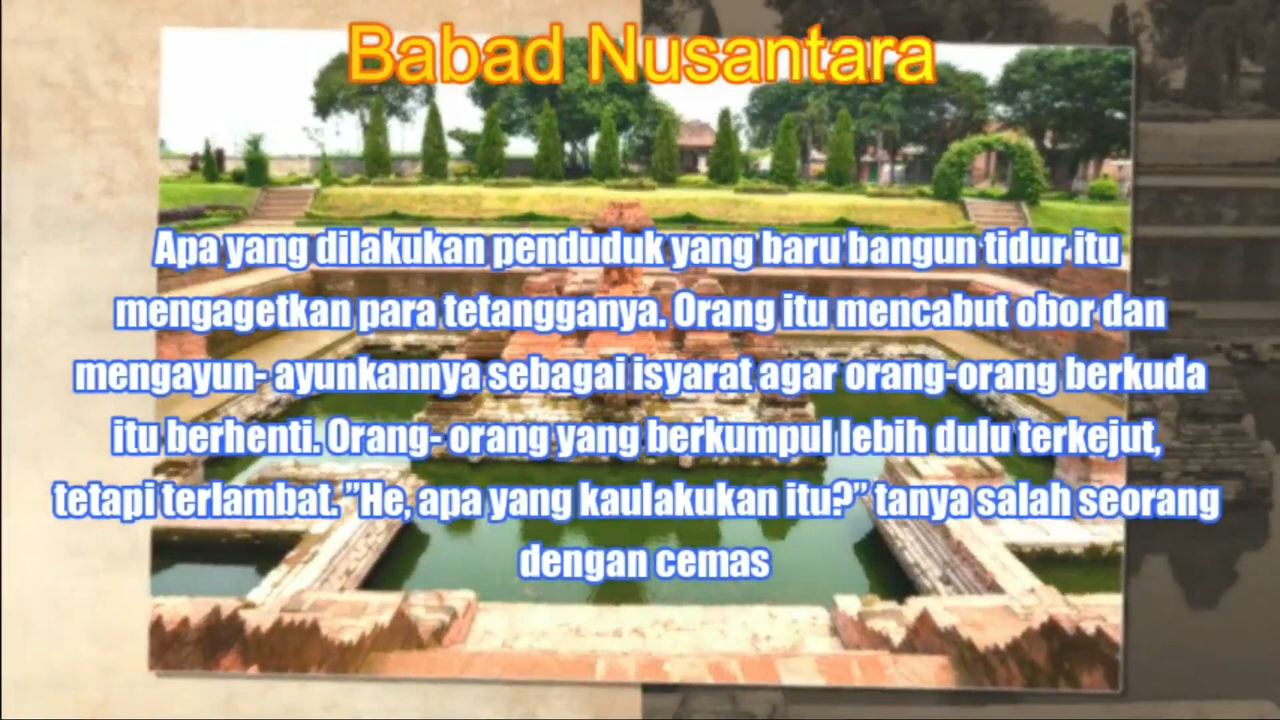 Babad Nusantara
Apa yang dilakukan penduduk yang baru bangun tidur itu
mengagetkan para tetangganya. Orang itu mencabut obor dan
mengayun- ayunkannya sebagai isyarat agar orang-orang berkuda
itu berhenti. Orang- orang yang berkumpul lebih dulu terkejut,
tetapi terlambat. ”He, apa yang kaulakukan itu?” tanya salah seorang
dengan cemas